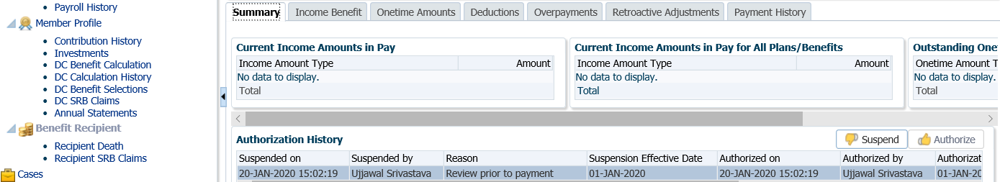 Payroll History
Member Profile
Contribution History
Investments
DC Benefit Calculation
DC Calculation History
DC Benefit Selections
DC SRB Claims
Annual Statements
Benefit Recipient
Recipient Death
Recipient SRB Claims
Cases
Summary Income Benefit Onetime Amounts Deductions Overpayments Retroactive Adjustments Payment History
Current Income Amounts in Pay
Income Amount Type Amount
No data to display.
Total
Current Income Amounts in Pay for All Plans/Benefits
Income Amount Type Amount
No data to display.
Total
Outstanding One
Onetime Amount T
No data to display.
Total
Authorization History
Suspend Authorize
Suspended on Suspended by Reason Suspension Effective Date Authorized on Authorized by Authorizat
20-JAN-2020 15:02:19 Ujjawal Srivastava Review prior to payment 01-JAN-2020 20-JAN-2020 15:02:19 Ujjawal Srivastava 01-JAN-20